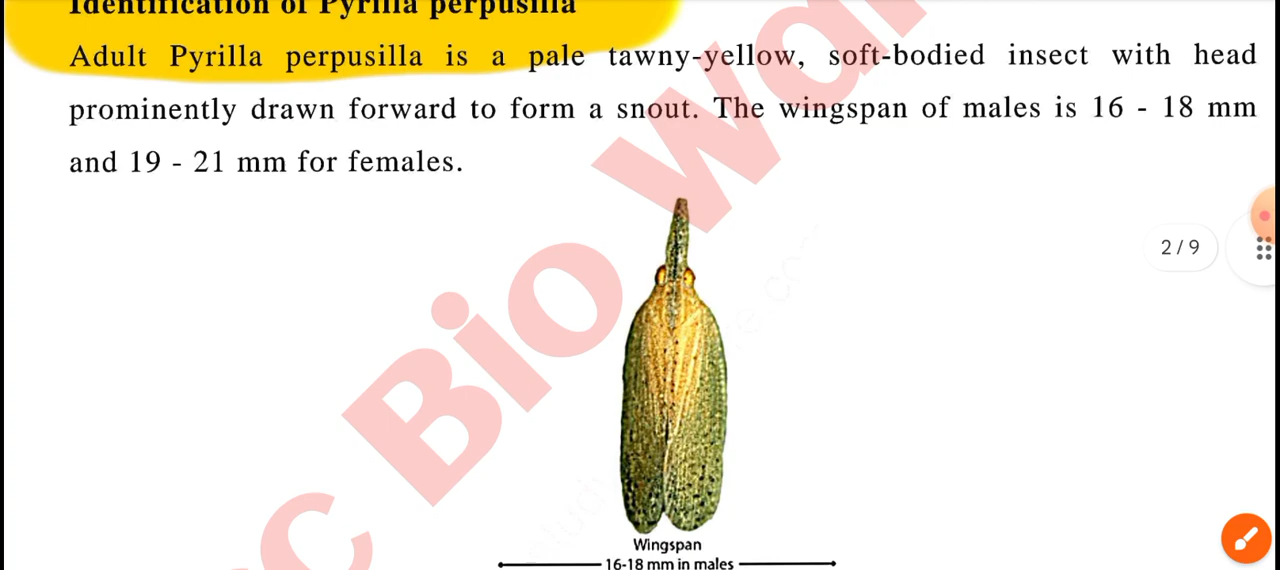 Identification of Pyrilla perpusilla
Adult Pyrilla perpusilla is a pale tawny-yellow, soft-bodied insect with head
prominently drawn forward to form a snout. The wingspan of males is 16 - 18 mm
and 19 - 21 mm for females.
2 / 9
c Bio Wa
Wingspan
16-18 mm in males